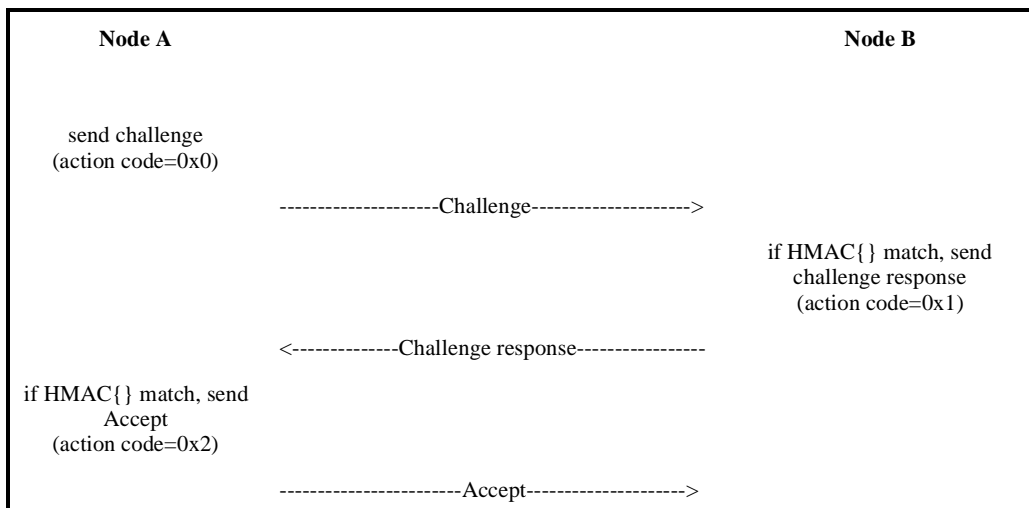 Node A Node B
send challenge
(action code=0x0)
---------------------Challenge--------------------->
if HMAC{} match, send
challenge response
(action code=0x1)
<--------------Challenge response-----------------
if HMAC{} match, send
Accept
(action code=0x2)
------------------------Accept--------------------->